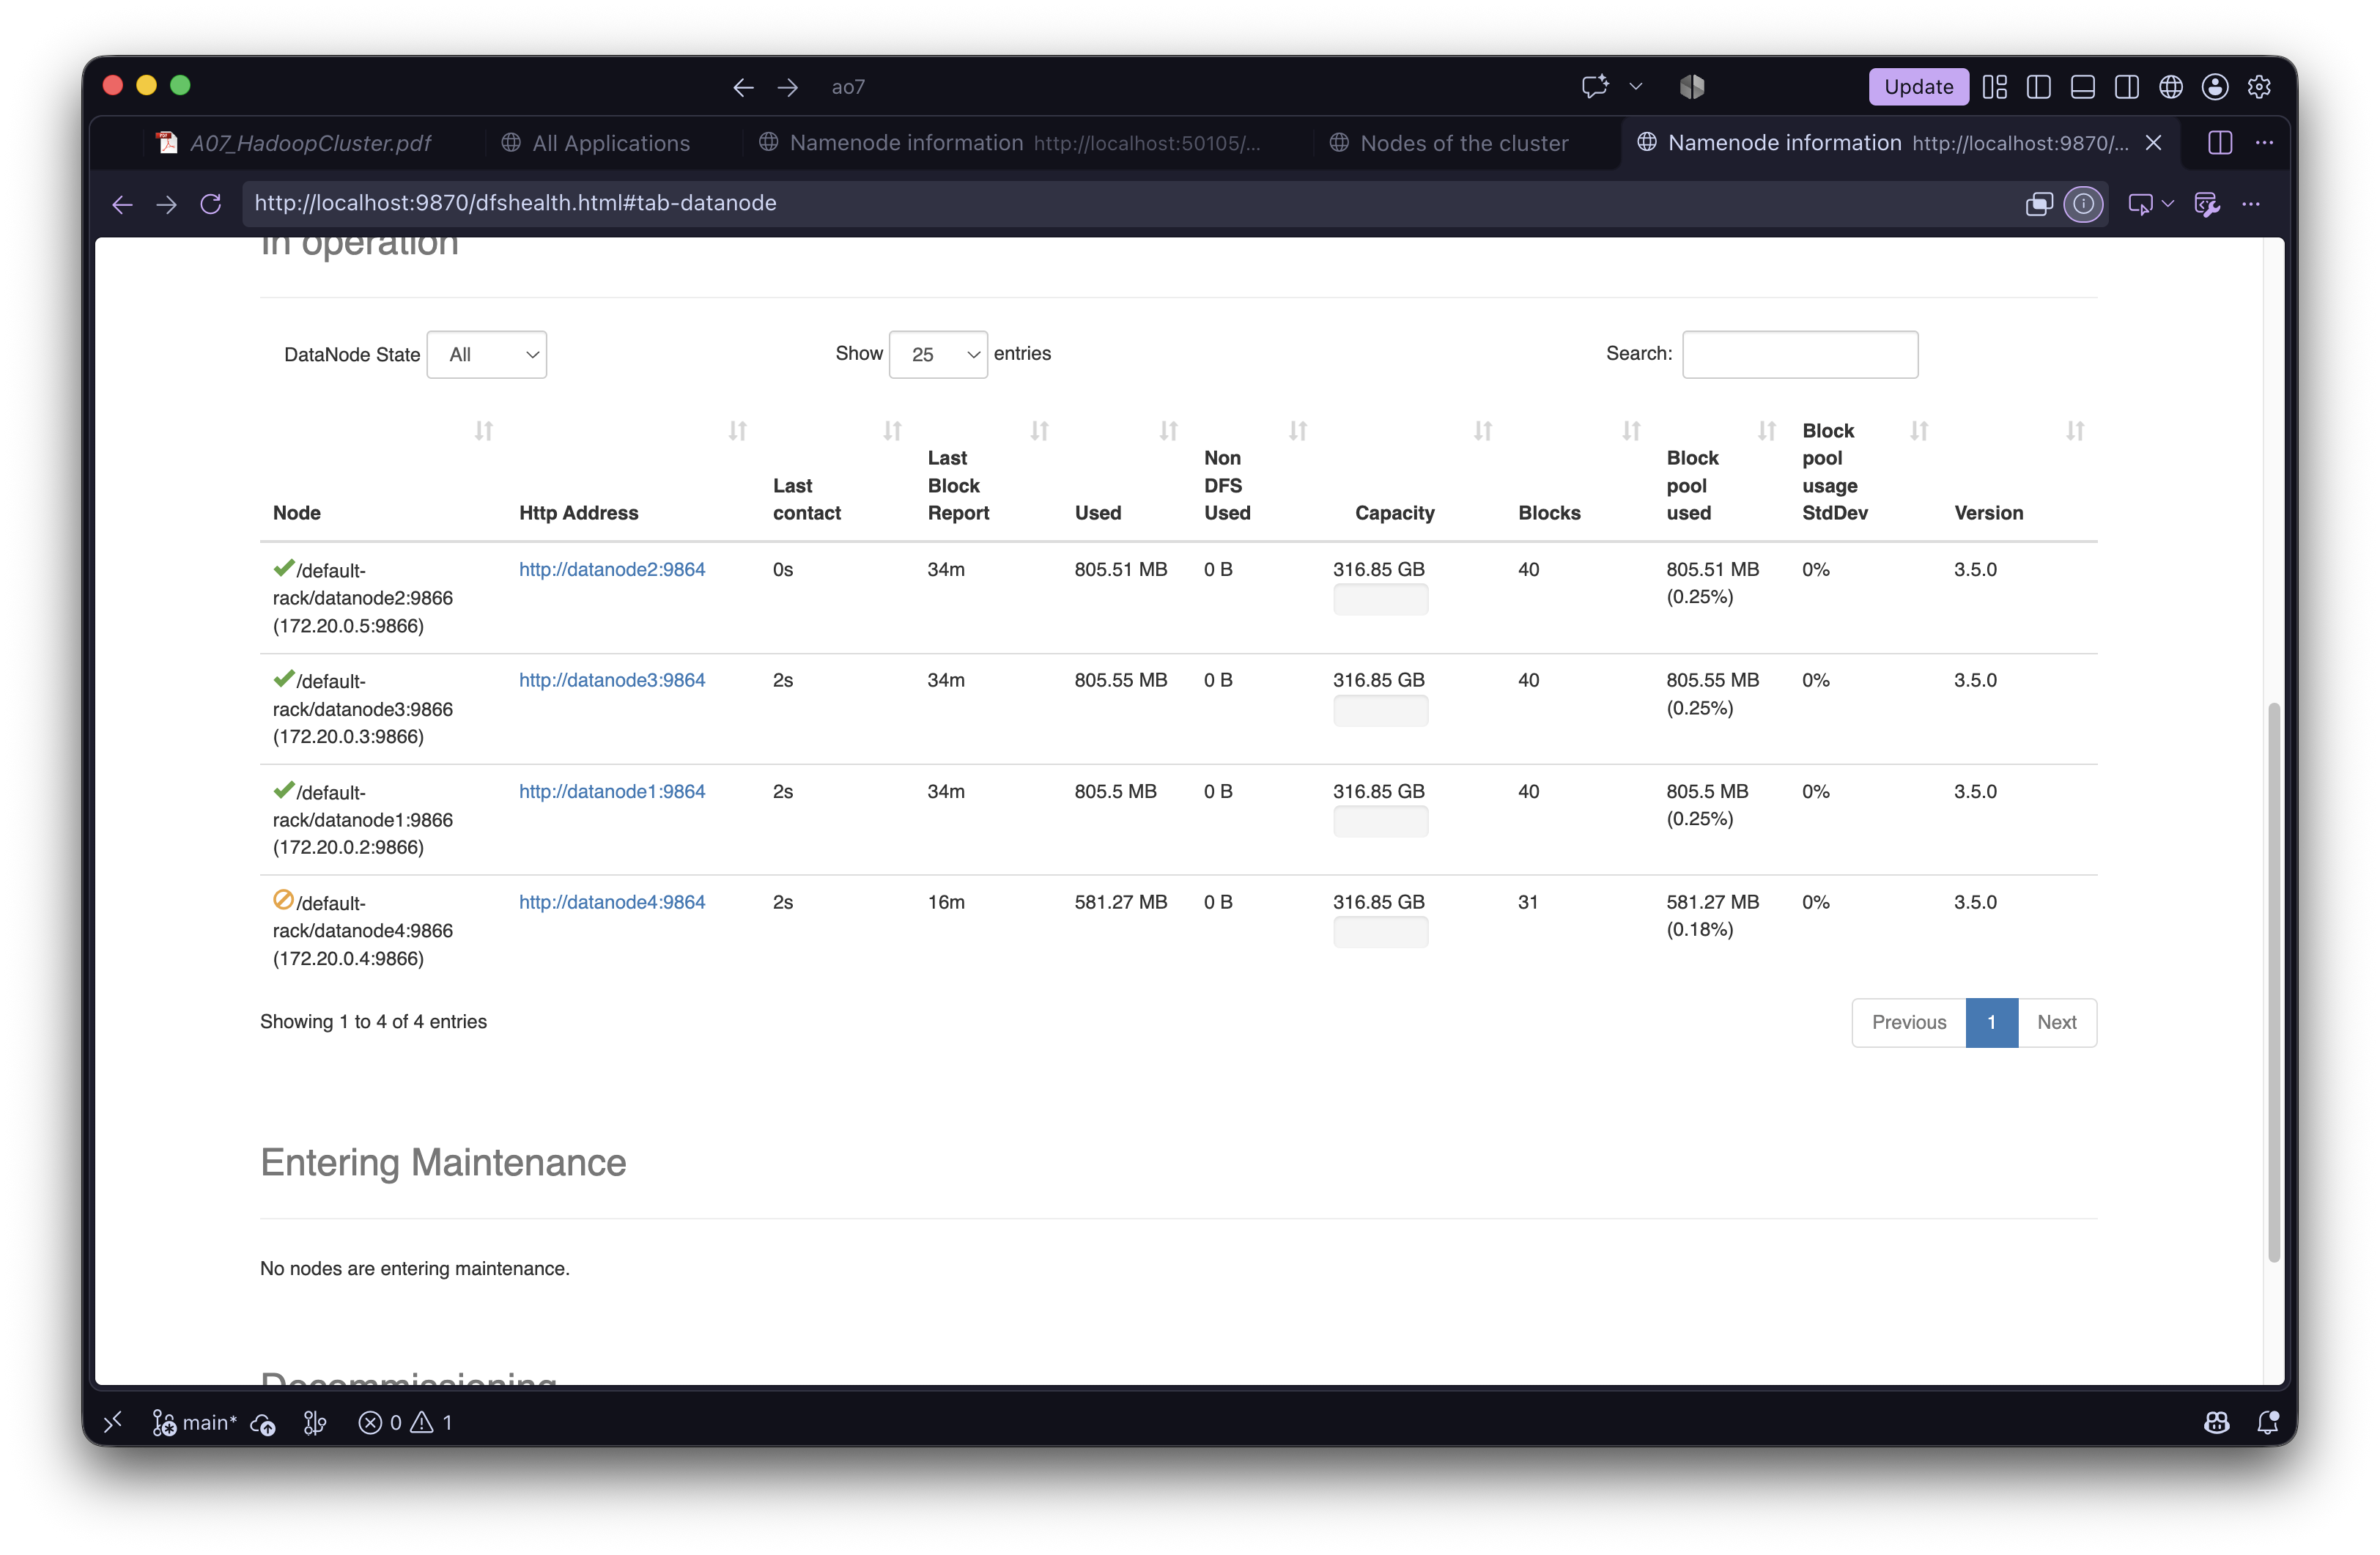 ao7
Update
A07_HadoopCluster.pdf
All Applications
Namenode information http://localhost:50105/...
Nodes of the cluster
Namenode information http://localhost:9870/...
http://localhost:9870/dfshealth.html#tab-datanode
In operation
DataNode State All
Show 25 entries
Search:
Node
Http Address
Last contact
Last Block Report
Used
Non DFS Used
Capacity
Blocks
Block pool used
Block pool usage StdDev
Version
/default-
rack/datanode2:9866
(172.20.0.5:9866)
http://datanode2:9864
0s
34m
805.51 MB
0 B
316.85 GB
40
805.51 MB
(0.25%)
0%
3.5.0
/default-
rack/datanode3:9866
(172.20.0.3:9866)
http://datanode3:9864
2s
34m
805.55 MB
0 B
316.85 GB
40
805.55 MB
(0.25%)
0%
3.5.0
/default-
rack/datanode1:9866
(172.20.0.2:9866)
http://datanode1:9864
2s
34m
805.5 MB
0 B
316.85 GB
40
805.5 MB
(0.25%)
0%
3.5.0
/default-
rack/datanode4:9866
(172.20.0.4:9866)
http://datanode4:9864
2s
16m
581.27 MB
0 B
316.85 GB
31
581.27 MB
(0.18%)
0%
3.5.0
Showing 1 to 4 of 4 entries
Previous 1 Next
Entering Maintenance
No nodes are entering maintenance.
Decommissioning
main* 0 1